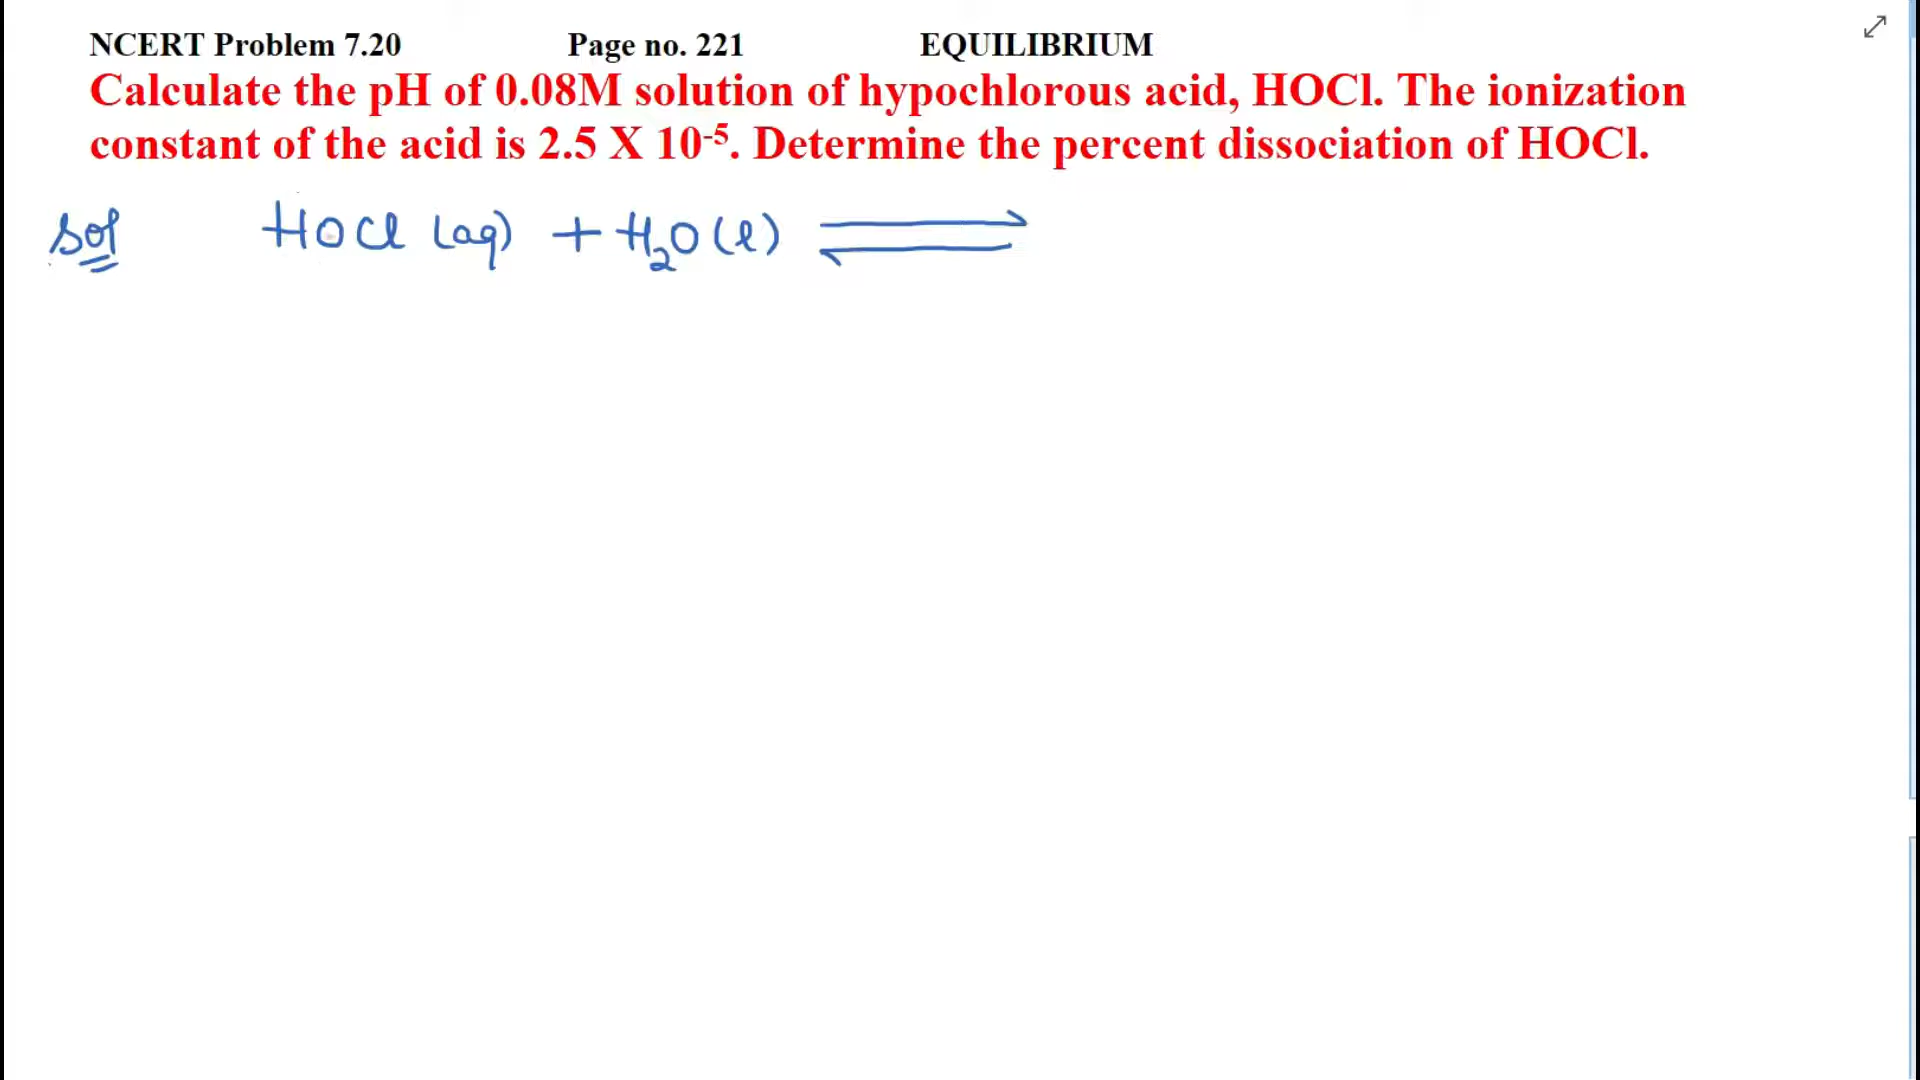 NCERT Problem 7.20 Page no. 221 EQUILIBRIUM
Calculate the pH of 0.08M solution of hypochlorous acid, HOCl. The ionization
constant of the acid is 2.5 X 10⁻⁵. Determine the percent dissociation of HOCl.
Sol HOCl (aq) + H₂O (l) ⇌